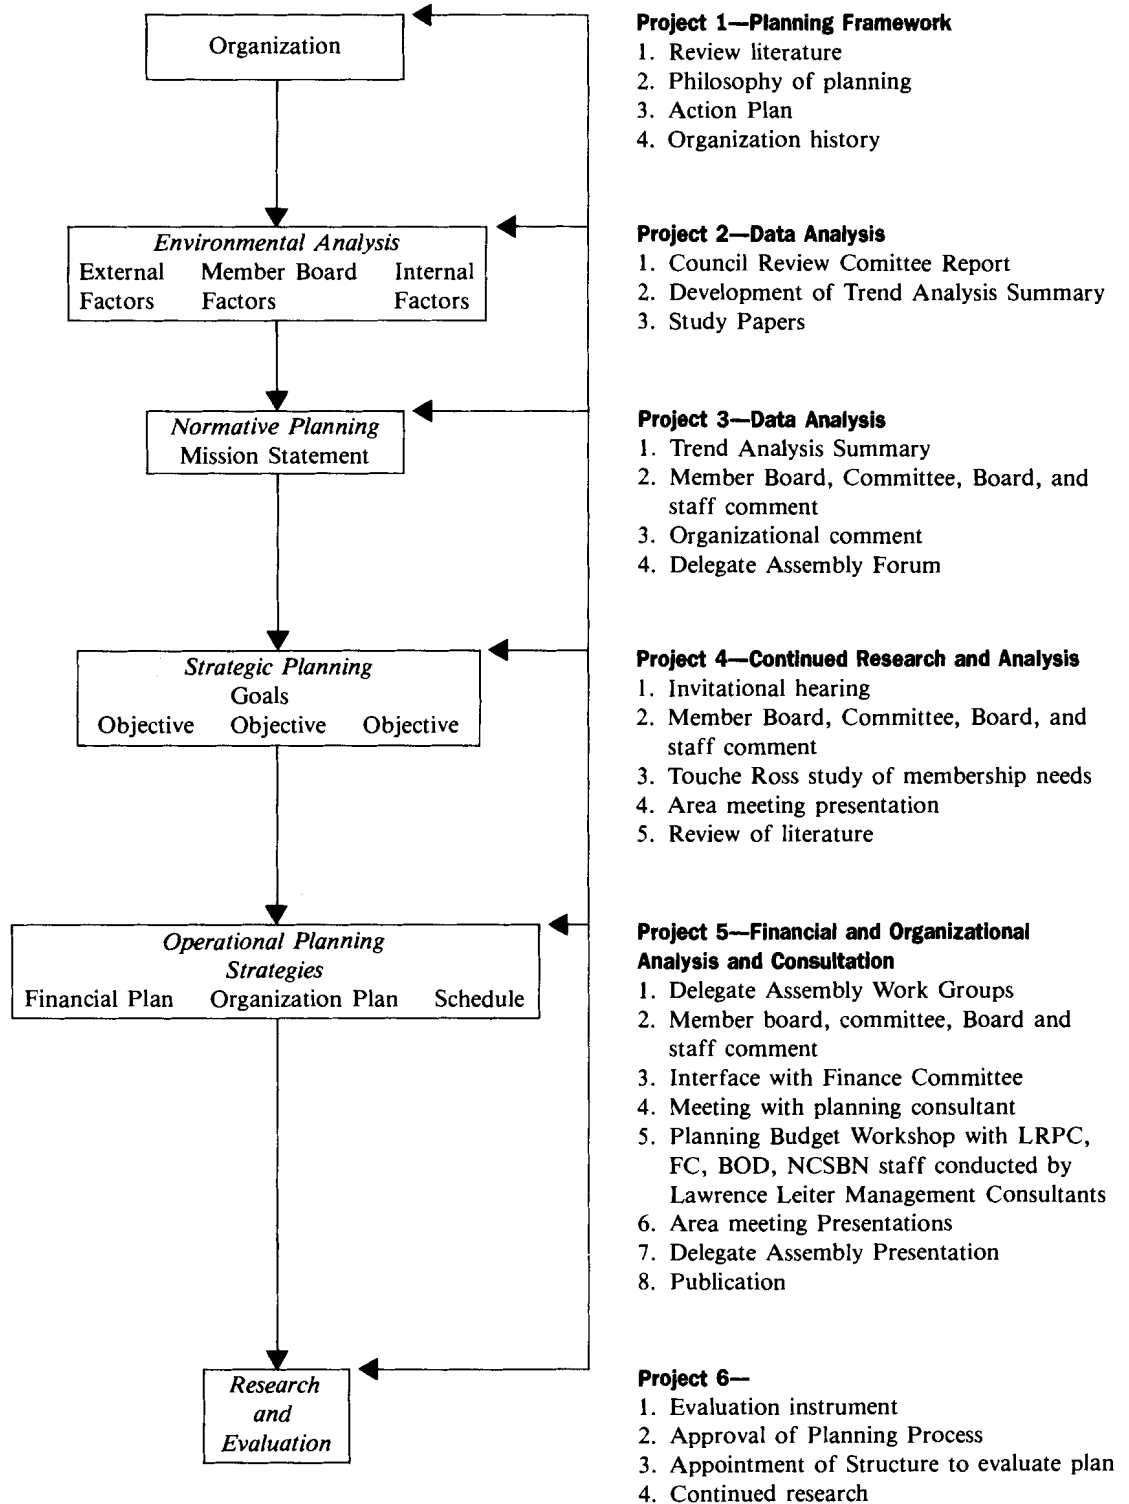 Organization
Project 1—Planning Framework
1. Review literature
2. Philosophy of planning
3. Action Plan
4. Organization history
Environmental Analysis
External Member Board Internal
Factors Factors Factors
Project 2—Data Analysis
1. Council Review Comittee Report
2. Development of Trend Analysis Summary
3. Study Papers
Normative Planning
Mission Statement
Project 3—Data Analysis
1. Trend Analysis Summary
2. Member Board, Committee, Board, and
staff comment
3. Organizational comment
4. Delegate Assembly Forum
Strategic Planning
Goals
Objective Objective Objective
Project 4—Continued Research and Analysis
1. Invitational hearing
2. Member Board, Committee, Board, and
staff comment
3. Touche Ross study of membership needs
4. Area meeting presentation
5. Review of literature
Operational Planning
Strategies
Financial Plan Organization Plan Schedule
Project 5—Financial and Organizational
Analysis and Consultation
1. Delegate Assembly Work Groups
2. Member board, committee, Board and
staff comment
3. Interface with Finance Committee
4. Meeting with planning consultant
5. Planning Budget Workshop with LRPC,
FC, BOD, NCSBN staff conducted by
Lawrence Leiter Management Consultants
6. Area meeting Presentations
7. Delegate Assembly Presentation
8. Publication
Research
and
Evaluation
Project 6—
1. Evaluation instrument
2. Approval of Planning Process
3. Appointment of Structure to evaluate plan
4. Continued research